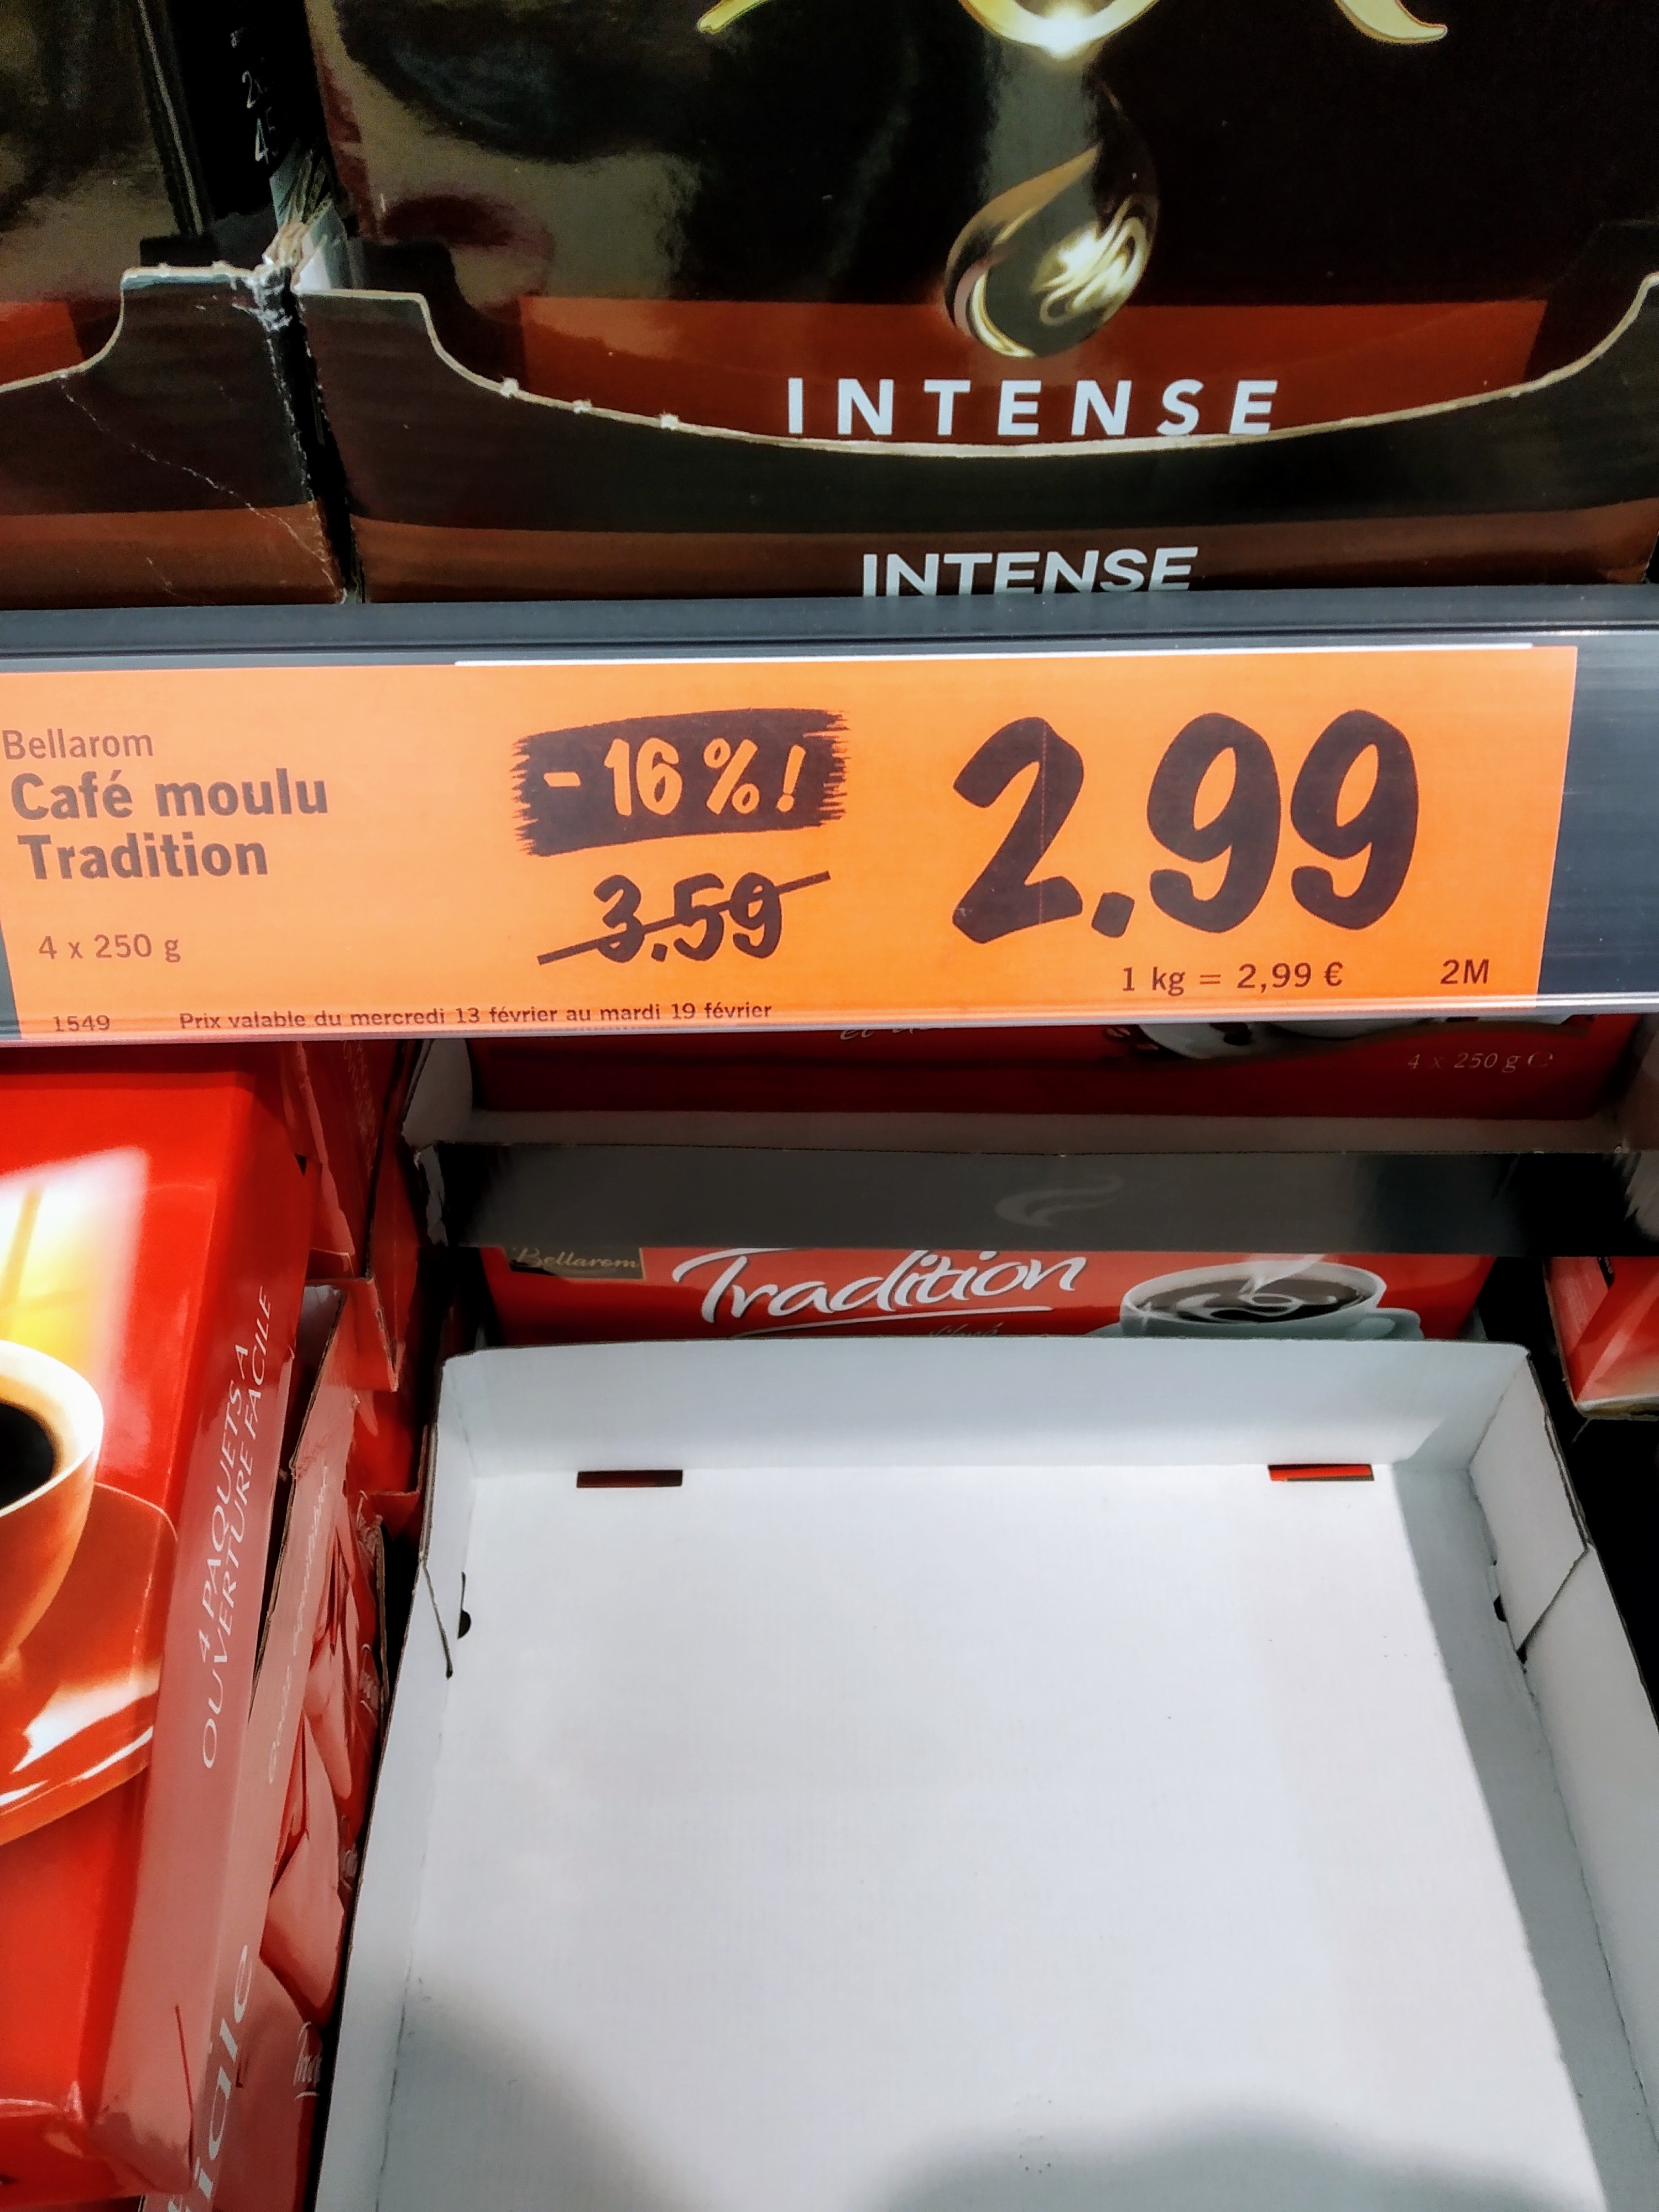 INTENSE
INTENSE
Bellarom
Café moulu
Tradition
4 x 250 g
- 16 % !
3.59
2.99
1 kg = 2,99 €
2M
1549
Prix valable du mercredi 13 février au mardi 19 février
4 x 250 g e
Bellarom
Tradition
4 PAQUETS A
OUVERTURE FACILE